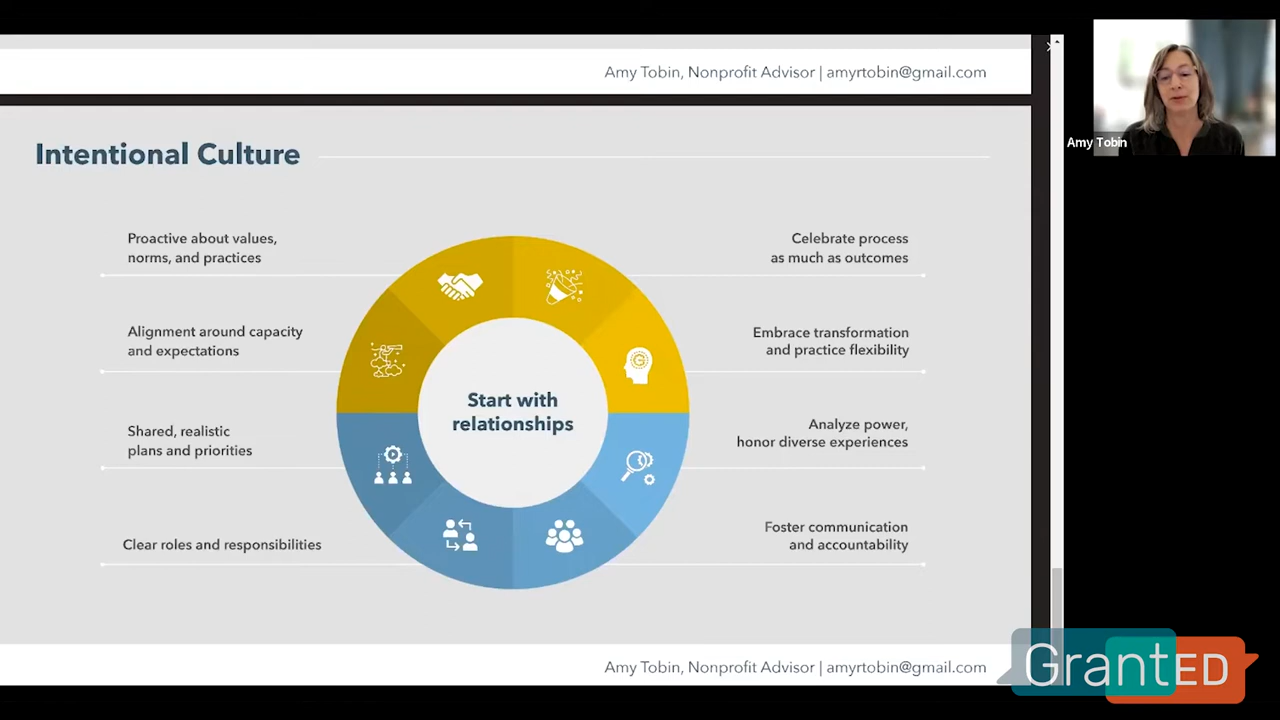 Amy Tobin, Nonprofit Advisor | amyrtobin@gmail.com
Amy Tobin
Intentional Culture
Proactive about values,
norms, and practices
Alignment around capacity
and expectations
Shared, realistic
plans and priorities
Clear roles and responsibilities
Start with
relationships
Celebrate process
as much as outcomes
Embrace transformation
and practice flexibility
Analyze power,
honor diverse experiences
Foster communication
and accountability
Amy Tobin, Nonprofit Advisor | amyrtobin@gmail.com
GrantED